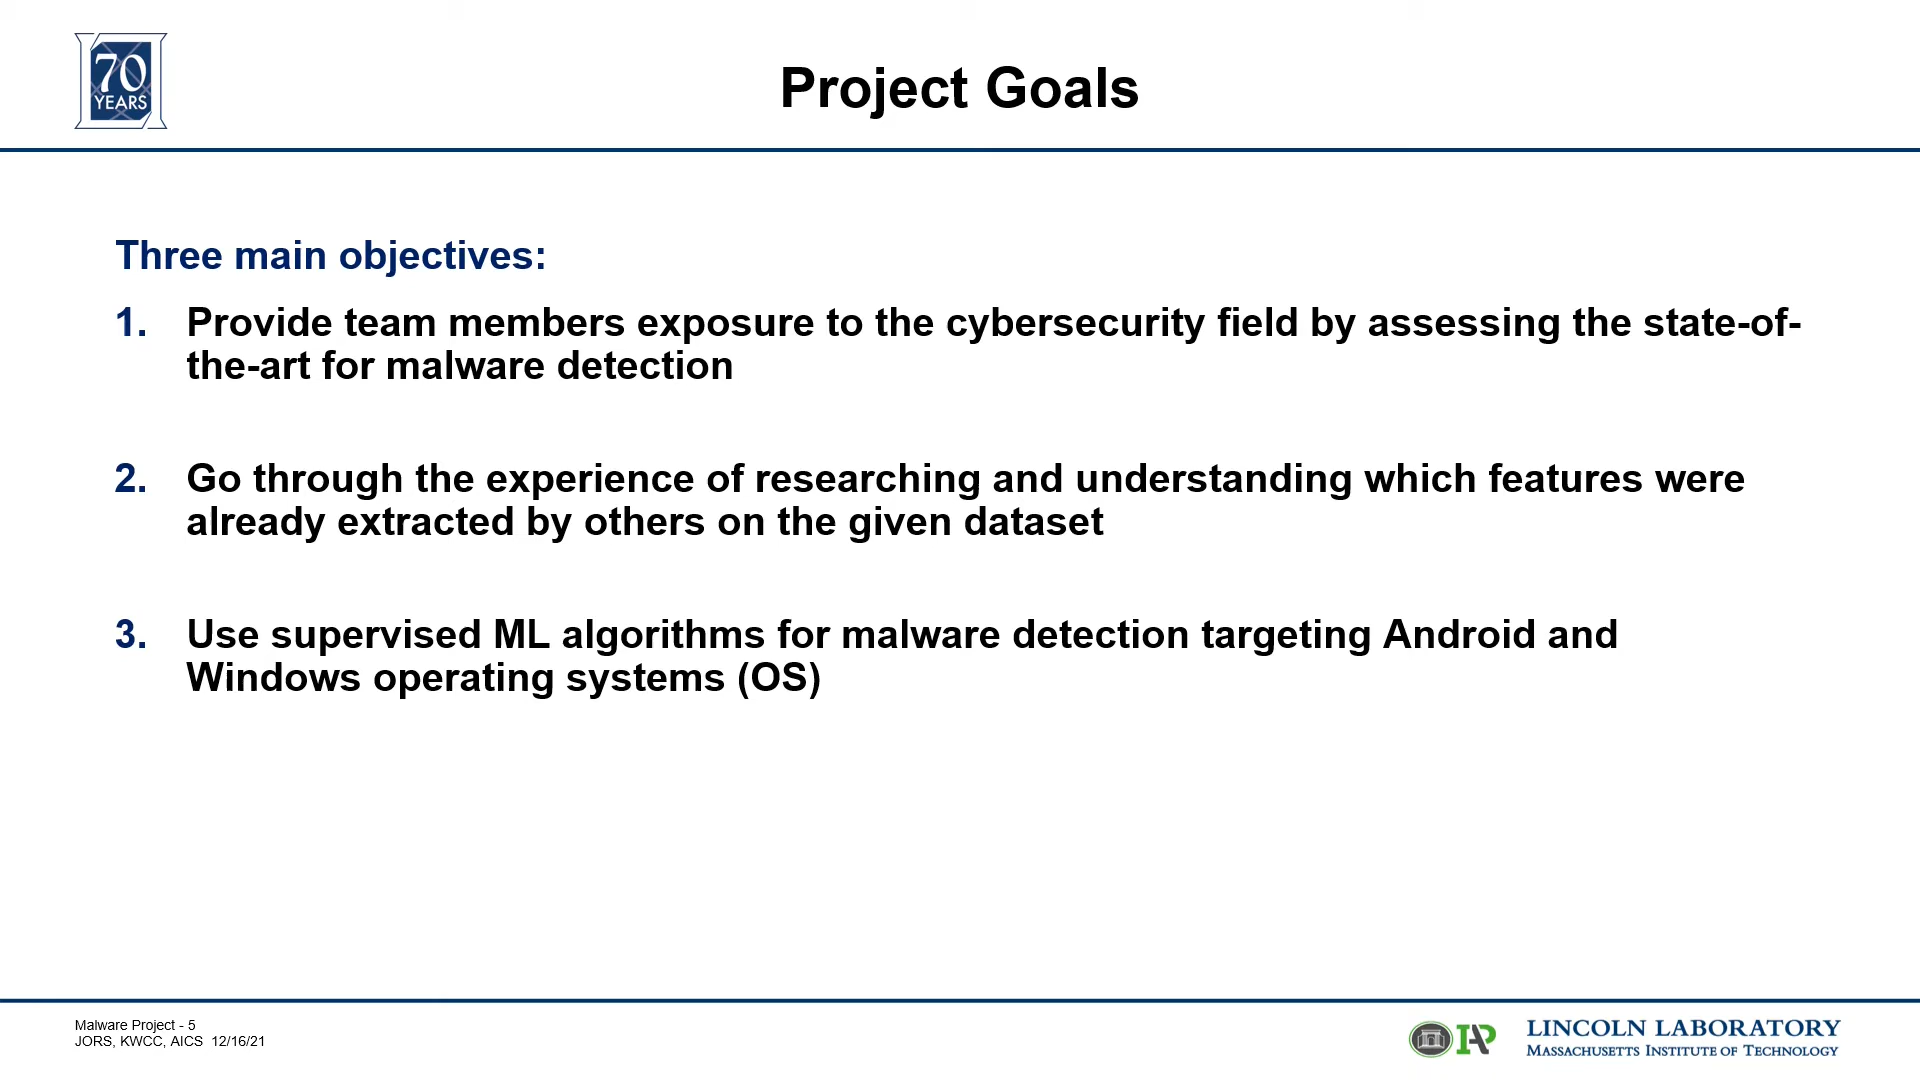 70
YEARS
Project Goals
Three main objectives:
1. Provide team members exposure to the cybersecurity field by assessing the state-of-
the-art for malware detection
2. Go through the experience of researching and understanding which features were
already extracted by others on the given dataset
3. Use supervised ML algorithms for malware detection targeting Android and
Windows operating systems (OS)
Malware Project - 5
JORS, KWCC, AICS 12/16/21
IAP
LINCOLN LABORATORY
MASSACHUSETTS INSTITUTE OF TECHNOLOGY